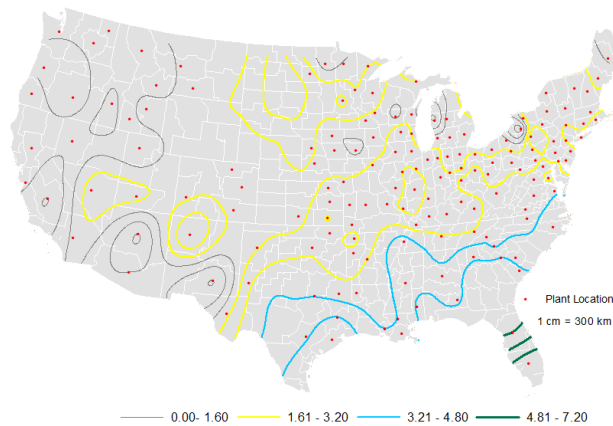 Plant Location
1 cm = 300 km
0.00- 1.60
1.61 - 3.20
3.21 - 4.80
4.81 - 7.20